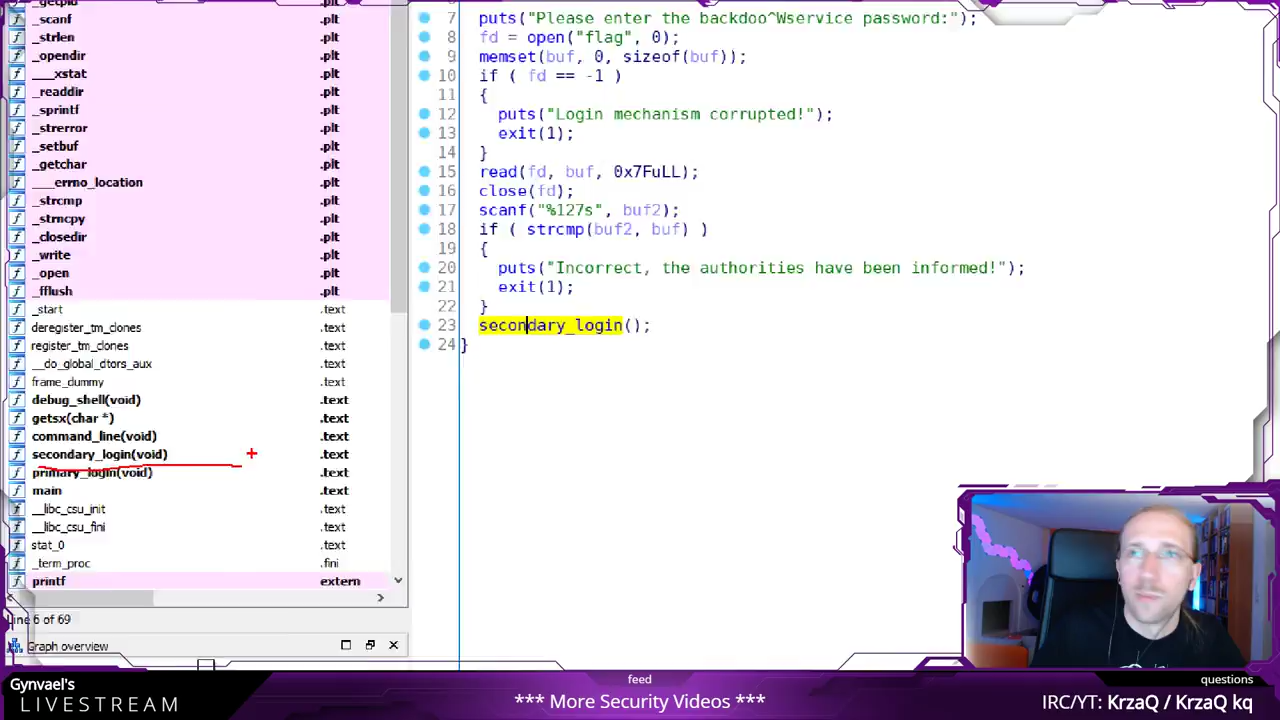 _getpid .plt
_scanf .plt
_strlen .plt
_opendir .plt
___xstat .plt
_readdir .plt
_sprintf .plt
_strerror .plt
_setbuf .plt
_getchar .plt
___errno_location .plt
_strcmp .plt
_strncpy .plt
_closedir .plt
_write .plt
_open .plt
_fflush .plt
_start .text
deregister_tm_clones .text
register_tm_clones .text
__do_global_dtors_aux .text
frame_dummy .text
debug_shell(void) .text
getsx(char *) .text
command_line(void) .text
secondary_login(void) .text
primary_login(void) .text
main .text
__libc_csu_init .text
__libc_csu_fini .text
stat_0 .text
_term_proc .fini
printf extern
Line 6 of 69
Graph overview
7 puts("Please enter the backdoo^Wservice password:");
8 fd = open("flag", 0);
9 memset(buf, 0, sizeof(buf));
10 if ( fd == -1 )
11 {
12 puts("Login mechanism corrupted!");
13 exit(1);
14 }
15 read(fd, buf, 0x7FuLL);
16 close(fd);
17 scanf("%127s", buf2);
18 if ( strcmp(buf2, buf) )
19 {
20 puts("Incorrect, the authorities have been informed!");
21 exit(1);
22 }
23 secondary_login();
24 }
Gynvael's
LIVESTREAM
feed
*** More Security Videos ***
questions
IRC/YT: KrzaQ / KrzaQ kq